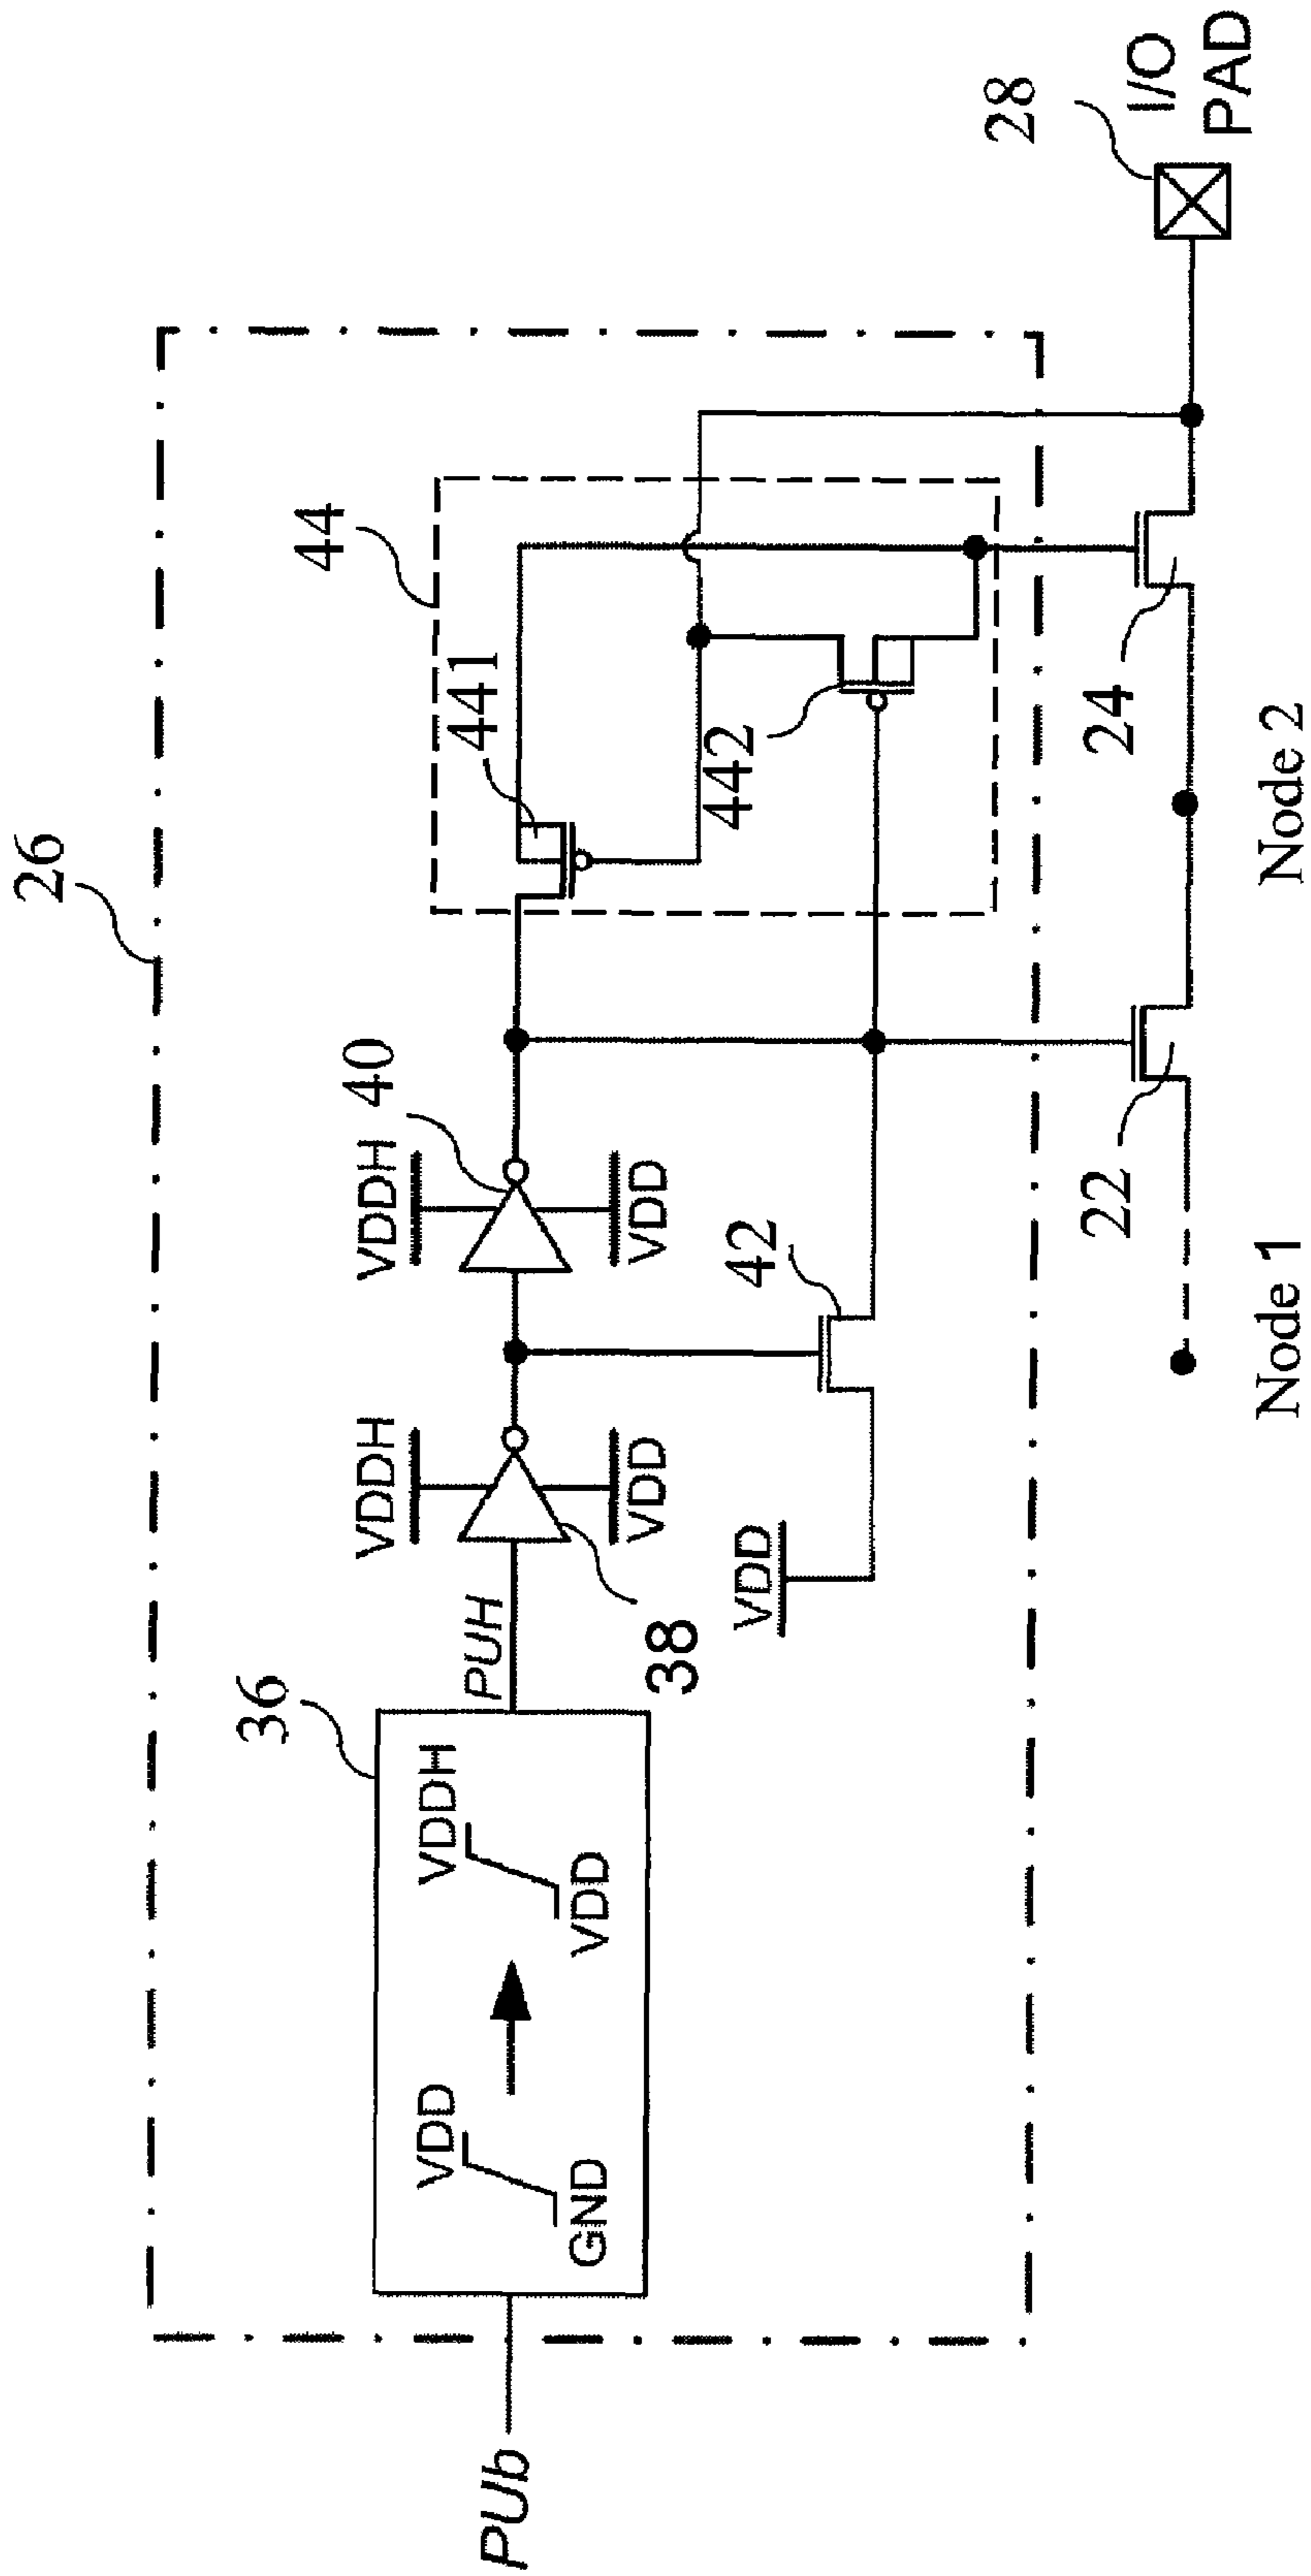 26
36
44
VDDH
VDDH
40
441
VDD
VDDH
PUb
PUH
GND
VDD
VDD
VDD
38
VDD
42
442
28
22
24
I/O
PAD
Node 1
Node 2